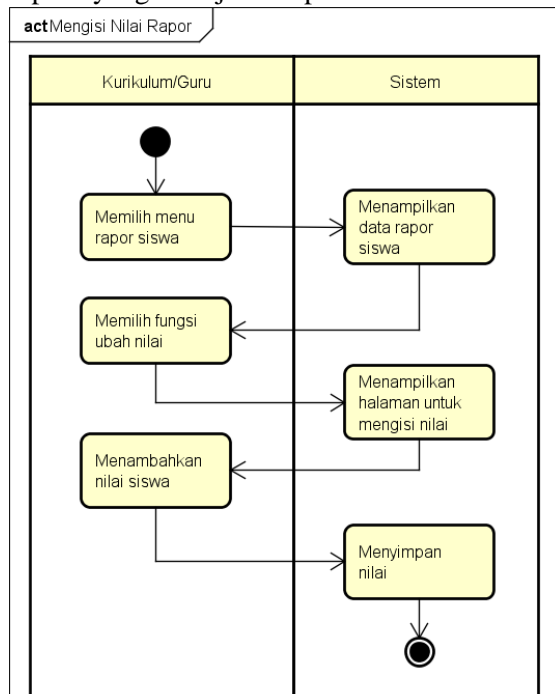 act Mengisi Nilai Rapor
Kurikulum/Guru
Sistem
Memilih menu
rapor siswa
Menampilkan
data rapor
siswa
Memilih fungsi
ubah nilai
Menampilkan
halaman untuk
mengisi nilai
Menambahkan
nilai siswa
Menyimpan
nilai